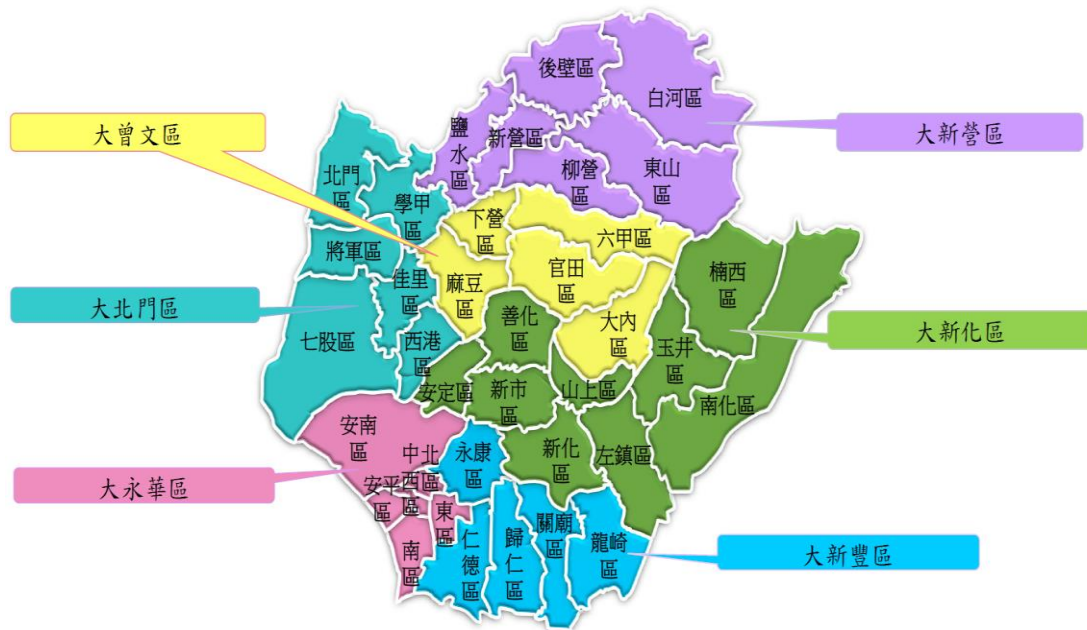 後壁區
白河區
大曾文區
鹽水區
新營區
大新營區
北門區
學甲區
柳營區
東山區
下營區
六甲區
將軍區
佳里區
麻豆區
官田區
楠西區
大北門區
七股區
西港區
善化區
大內區
玉井區
大新化區
安定區
新市區
山上區
南化區
安南區
中西區
北區
永康區
新化區
左鎮區
大永華區
安平區
東區
南區
仁德區
歸仁區
關廟區
龍崎區
大新豐區